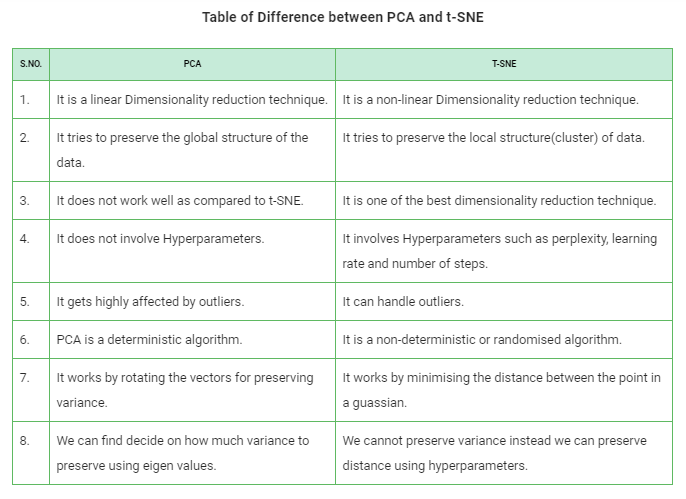 Table of Difference between PCA and t-SNE
S.NO. PCA T-SNE
1. It is a linear Dimensionality reduction technique. It is a non-linear Dimensionality reduction technique.
2. It tries to preserve the global structure of the It tries to preserve the local structure(cluster) of data.
data.
3. It does not work well as compared to t-SNE. It is one of the best dimensionality reduction technique.
4. It does not involve Hyperparameters. It involves Hyperparameters such as perplexity, learning
rate and number of steps.
5. It gets highly affected by outliers. It can handle outliers.
6. PCA is a deterministic algorithm. It is a non-deterministic or randomised algorithm.
7. It works by rotating the vectors for preserving It works by minimising the distance between the point in
variance. a guassian.
8. We can find decide on how much variance to We cannot preserve variance instead we can preserve
preserve using eigen values. distance using hyperparameters.